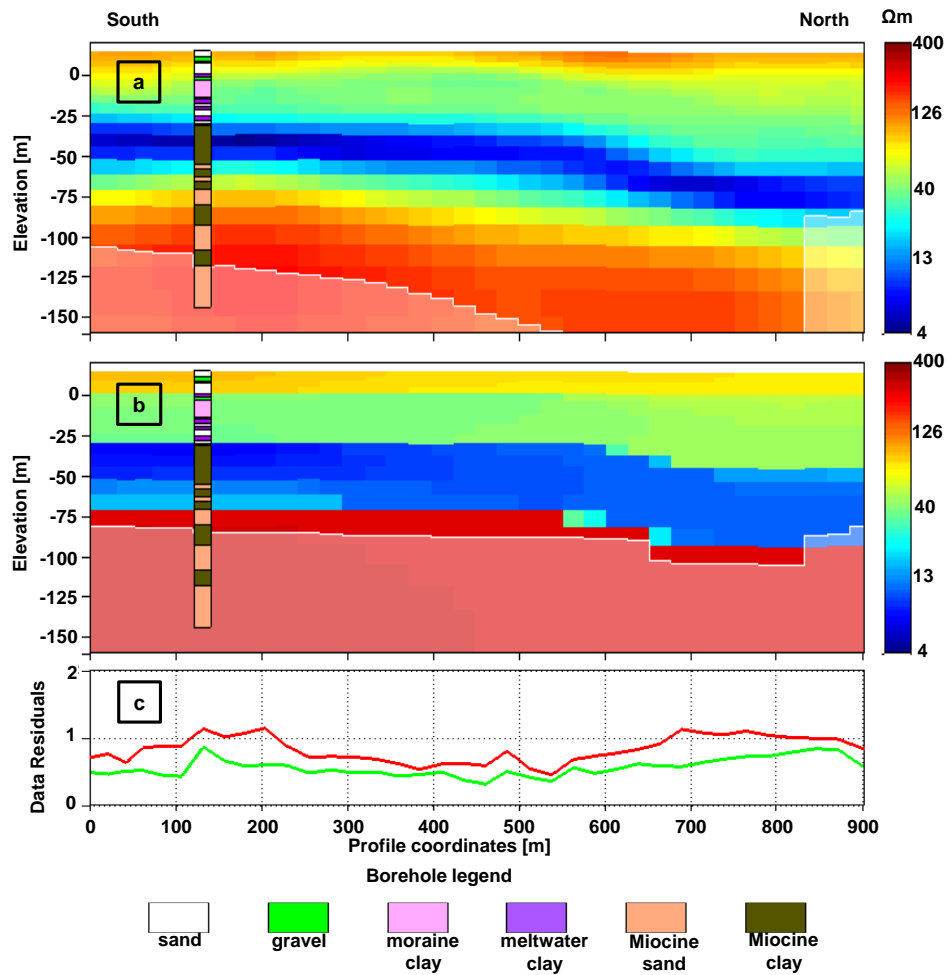 South North Ωm
a
Elevation [m]
0
-25
-50
-75
-100
-125
-150
400
126
40
13
4
b
Elevation [m]
0
-25
-50
-75
-100
-125
-150
400
126
40
13
4
c
Data Residuals
2
1
0
0 100 200 300 400 500 600 700 800 900
Profile coordinates [m]
Borehole legend
sand gravel moraine meltwater Miocine Miocine
clay clay sand clay